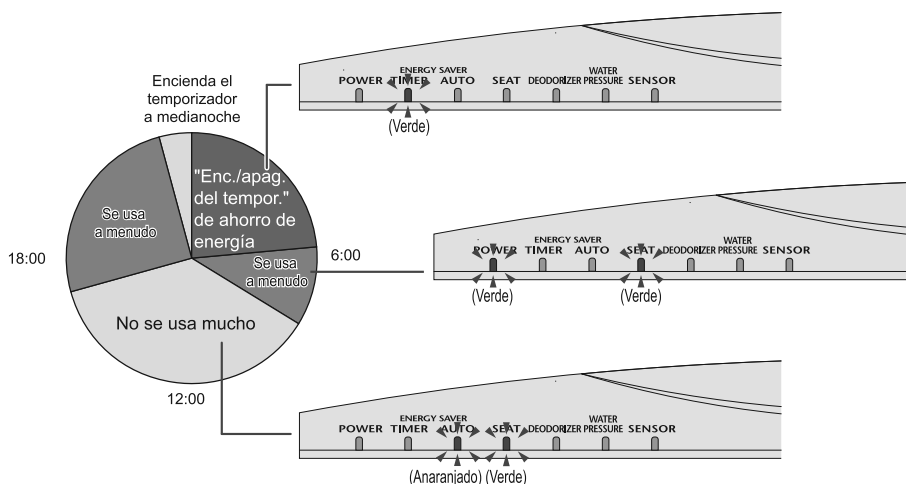 ENERGY SAVER
WATER
POWER TIMER AUTO SEAT DEODORIZER PRESSURE SENSOR
(Verde)
Encienda el
temporizador
a medianoche
"Enc./apag.
del tempor."
de ahorro de
energía
Se usa
a menudo
18:00
6:00
Se usa
a menudo
No se usa mucho
12:00
ENERGY SAVER
WATER
POWER TIMER AUTO SEAT DEODORIZER PRESSURE SENSOR
(Verde) (Verde)
ENERGY SAVER
WATER
POWER TIMER AUTO SEAT DEODORIZER PRESSURE SENSOR
(Anaranjado) (Verde)